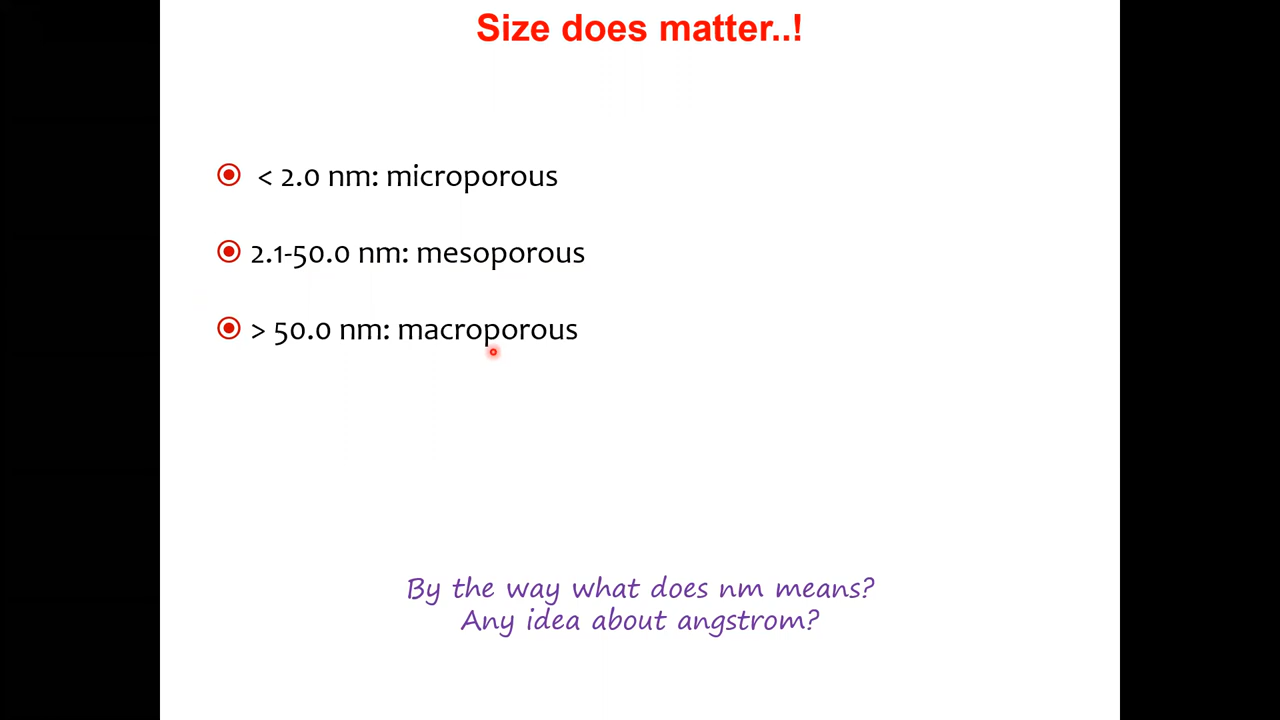 Size does matter..!
< 2.0 nm: microporous
2.1-50.0 nm: mesoporous
> 50.0 nm: macroporous
By the way what does nm means?
Any idea about angstrom?